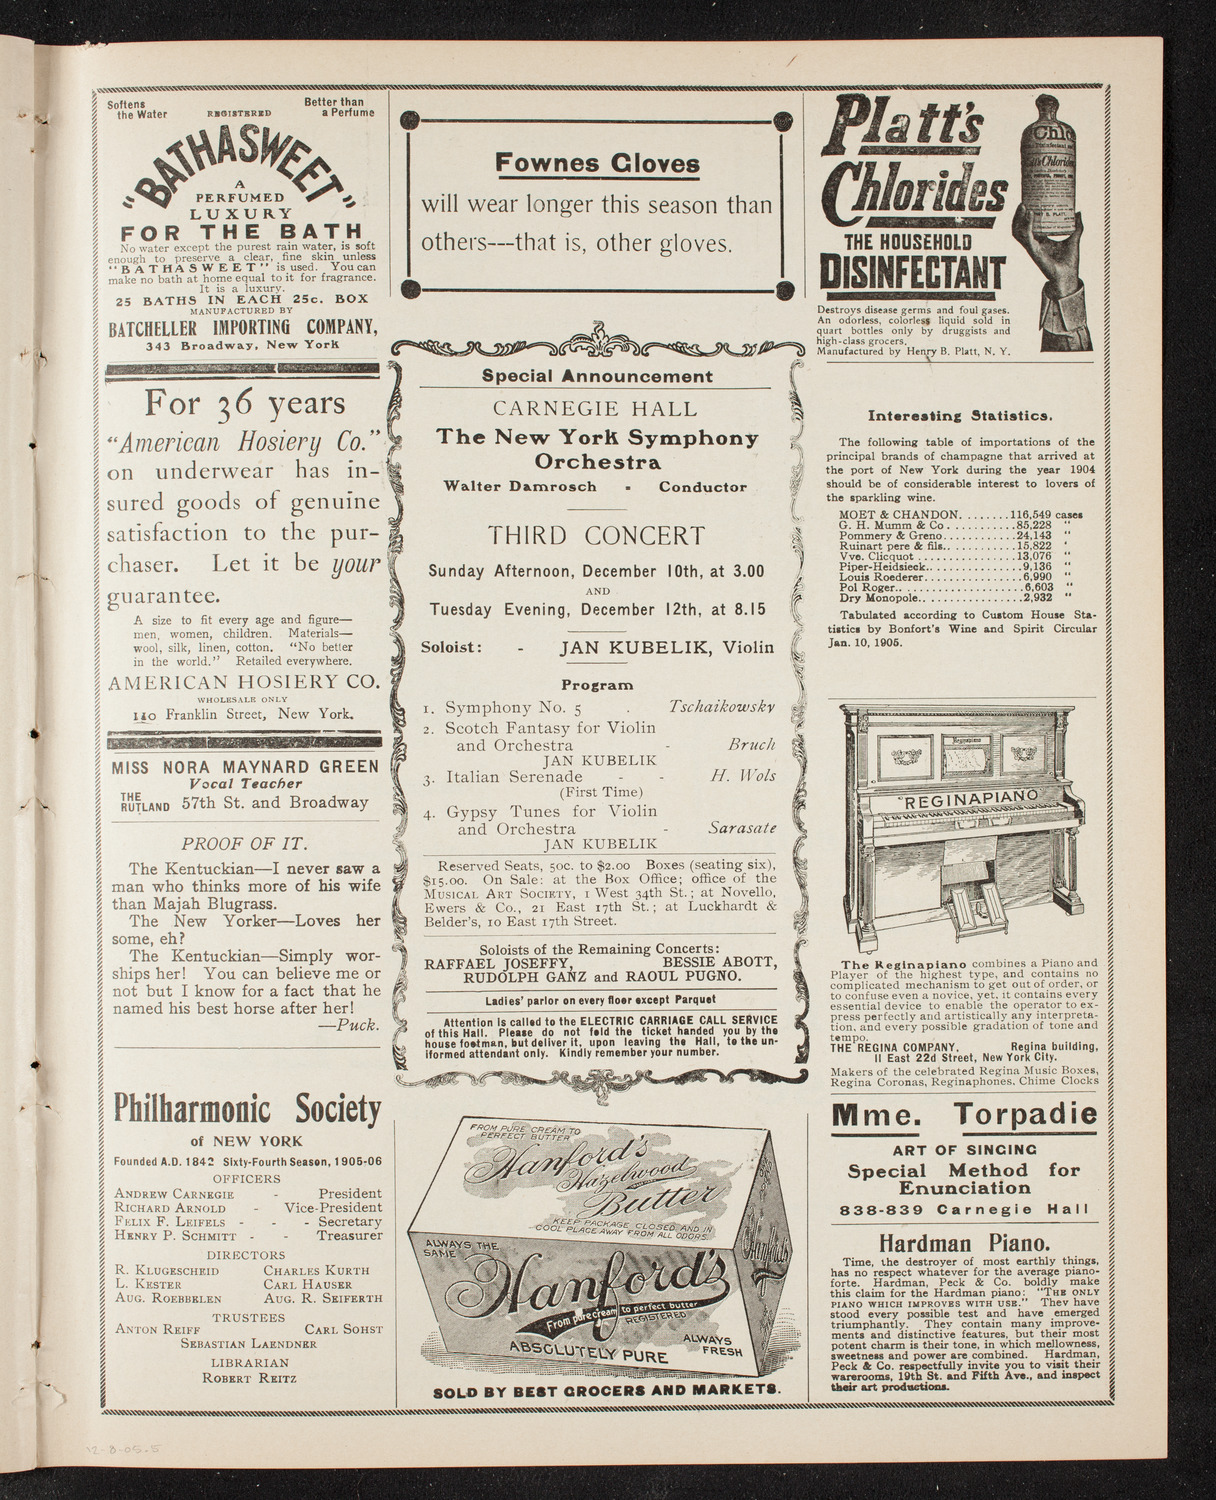 Softens
the Water
REGISTERED
Better than
a Perfume
"BATHASWEET"
A
PERFUMED
LUXURY
FOR THE BATH
No water except the purest rain water, is soft
enough to preserve a clear, fine skin unless
"BATHASWEET" is used. You can
make no bath at home equal to it for fragrance.
It is a luxury.
25 BATHS IN EACH 25c. BOX
MANUFACTURED BY
BATCHELLER IMPORTING COMPANY,
343 Broadway, New York
For 36 years
"American Hosiery Co."
on underwear has in-
sured goods of genuine
satisfaction to the pur-
chaser. Let it be your
guarantee.
A size to fit every age and figure—
men, women, children. Materials—
wool, silk, linen, cotton. "No better
in the world." Retailed everywhere.
AMERICAN HOSIERY CO.
WHOLESALE ONLY
110 Franklin Street, New York.
MISS NORA MAYNARD GREEN
Vocal Teacher
THE RUTLAND 57th St. and Broadway
PROOF OF IT.
The Kentuckian—I never saw a
man who thinks more of his wife
than Majah Blugrass.
The New Yorker—Loves her
some, eh?
The Kentuckian—Simply wor-
ships her! You can believe me or
not but I know for a fact that he
named his best horse after her!
—Puck.
Philharmonic Society
of NEW YORK
Founded A.D. 1842 Sixty-Fourth Season, 1905-06
OFFICERS
ANDREW CARNEGIE - President
RICHARD ARNOLD - Vice-President
FELIX F. LEIFELS - - - Secretary
HENRY P. SCHMITT - - Treasurer
DIRECTORS
R. KLUGESCHEID CHARLES KURTH
L. KESTER CARL HAUSER
AUG. ROEBBELEN AUG. R. SEIFERTH
TRUSTEES
ANTON REIFF CARL SOHST
SEBASTIAN LAENDNER
LIBRARIAN
ROBERT REITZ
12-8-05.5
Fownes Gloves
will wear longer this season than
others---that is, other gloves.
Special Announcement
CARNEGIE HALL
The New York Symphony
Orchestra
Walter Damrosch - Conductor
THIRD CONCERT
Sunday Afternoon, December 10th, at 3.00
AND
Tuesday Evening, December 12th, at 8.15
Soloist: - JAN KUBELIK, Violin
Program
1. Symphony No. 5 . Tschaikowsky
2. Scotch Fantasy for Violin
and Orchestra - Bruch
JAN KUBELIK
3. Italian Serenade - - H. Wols
(First Time)
4. Gypsy Tunes for Violin
and Orchestra - Sarasate
JAN KUBELIK
Reserved Seats, 50c. to $2.00 Boxes (seating six),
$15.00. On Sale: at the Box Office; office of the
MUSICAL ART SOCIETY, 1 West 34th St.; at Novello,
Ewers & Co., 21 East 17th St.; at Luckhardt &
Belder's, 10 East 17th Street.
Soloists of the Remaining Concerts:
RAFFAEL JOSEFFY, BESSIE ABOTT,
RUDOLPH GANZ and RAOUL PUGNO.
Ladies' parlor on every floor except Parquet
Attention is called to the ELECTRIC CARRIAGE CALL SERVICE
of this Hall. Please do not fold the ticket handed you by the
house footman, but deliver it, upon leaving the Hall, to the un-
iformed attendant only. Kindly remember your number.
FROM PURE CREAM TO
PERFECT BUTTER
Hanford's
Hazelwood
Butter
KEEP PACKAGE CLOSED AND IN
COOL PLACE AWAY FROM ALL ODORS.
ALWAYS THE
SAME
Hanford's
From pure cream to perfect butter
REGISTERED
ABSOLUTELY PURE
ALWAYS
FRESH
Hanford's
SOLD BY BEST GROCERS AND MARKETS.
Platt's
Chlorides
THE HOUSEHOLD
DISINFECTANT
Destroys disease germs and foul gases.
An odorless, colorless liquid sold in
quart bottles only by druggists and
high-class grocers.
Manufactured by Henry B. Platt, N. Y.
Interesting Statistics.
The following table of importations of the
principal brands of champagne that arrived at
the port of New York during the year 1904
should be of considerable interest to lovers of
the sparkling wine.
MOET & CHANDON........116,549 cases
G. H. Mumm & Co...........85,228 "
Pommery & Greno............24,143 "
Ruinart pere & fils............15,822 "
Vve. Clicquot................13,076 "
Piper-Heidsieck...............9,136 "
Louis Roederer................6,990 "
Pol Roger.....................6,603 "
Dry Monopole..................2,932 "
Tabulated according to Custom House Sta-
tistics by Bonfort's Wine and Spirit Circular
Jan. 10, 1905.
Reginapiano
"REGINAPIANO
The Reginapiano combines a Piano and
Player of the highest type, and contains no
complicated mechanism to get out of order, or
to confuse even a novice, yet, it contains every
essential device to enable the operator to ex-
press perfectly and artistically any interpreta-
tion, and every possible gradation of tone and
tempo.
THE REGINA COMPANY, Regina building,
11 East 22d Street, New York City.
Makers of the celebrated Regina Music Boxes,
Regina Coronas, Reginaphones, Chime Clocks
Mme. Torpadie
ART OF SINGING
Special Method for
Enunciation
838-839 Carnegie Hall
Hardman Piano.
Time, the destroyer of most earthly things,
has no respect whatever for the average piano-
forte. Hardman, Peck & Co. boldly make
this claim for the Hardman piano: "THE ONLY
PIANO WHICH IMPROVES WITH USE." They have
stood every possible test and have emerged
triumphantly. They contain many improve-
ments and distinctive features, but their most
potent charm is their tone, in which mellowness,
sweetness and power are combined. Hardman,
Peck & Co. respectfully invite you to visit their
warerooms, 19th St. and Fifth Ave., and inspect
their art productions.